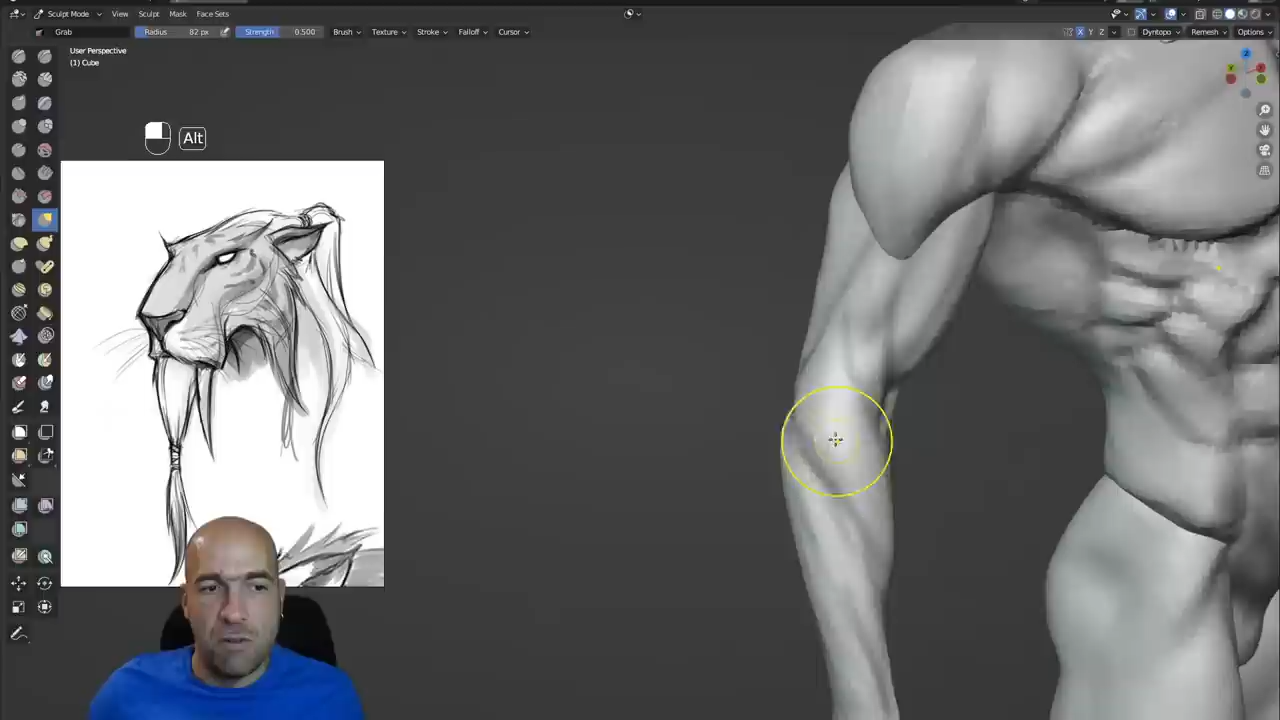 Sculpt Mode View Sculpt Mask Face Sets
Grab Radius 82 px Strength 0.500 Brush Texture Stroke Falloff Cursor X Y Z Dyntopo Remesh Options
User Perspective
(1) Cube
Z
Alt